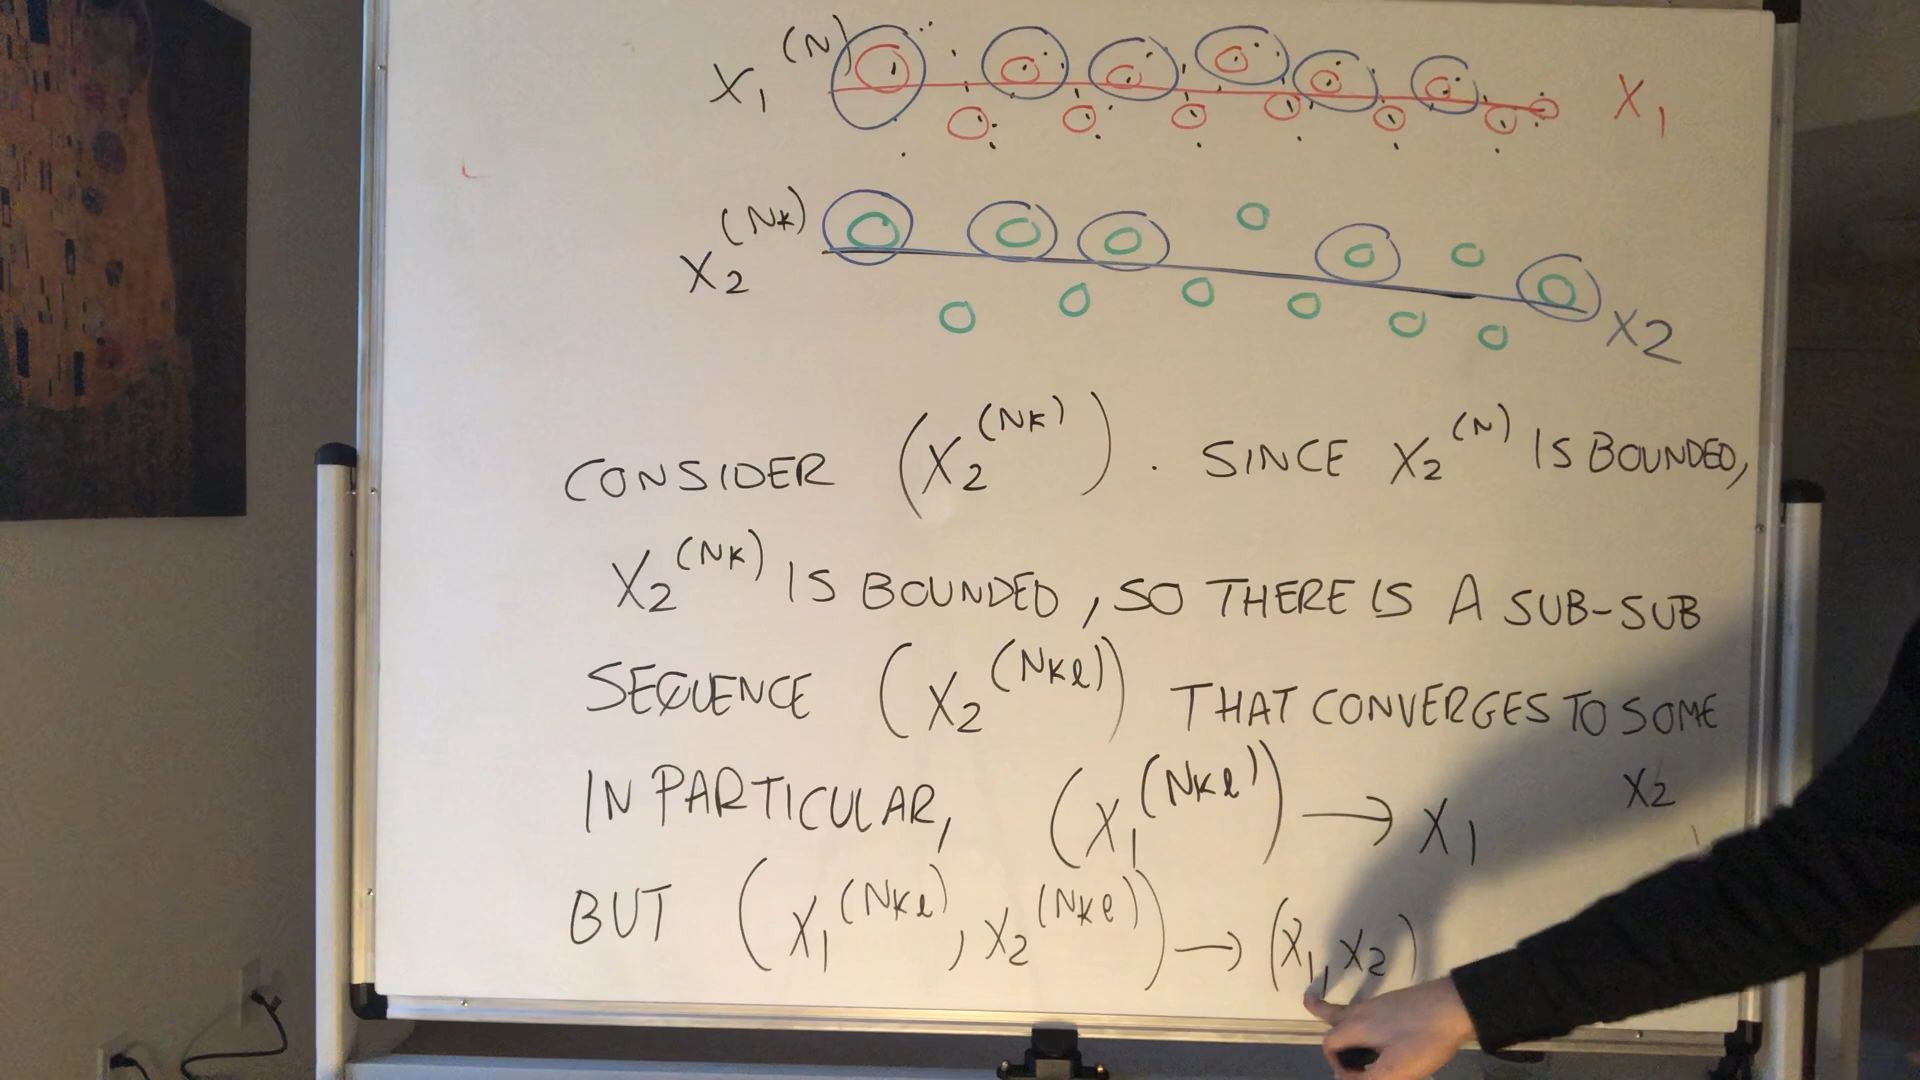 X₁⁽ᴺ⁾ X₁
X₂⁽ᴺᴷ⁾ X₂
CONSIDER (X₂⁽ᴺᴷ⁾). SINCE X₂⁽ᴺ⁾ IS BOUNDED,
X₂⁽ᴺᴷ⁾ IS BOUNDED, SO THERE IS A SUB-SUB
SEQUENCE (X₂⁽ᴺᴷˡ⁾) THAT CONVERGES TO SOME
X₂
IN PARTICULAR, (X₁⁽ᴺᴷˡ⁾) → X₁
BUT (X₁⁽ᴺᴷˡ⁾, X₂⁽ᴺᴷˡ⁾) → (X₁, X₂)